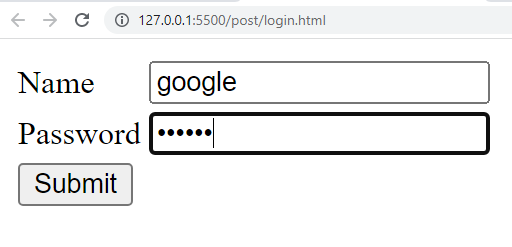 127.0.0.1:5500/post/login.html
Name google
Password ••••••
Submit